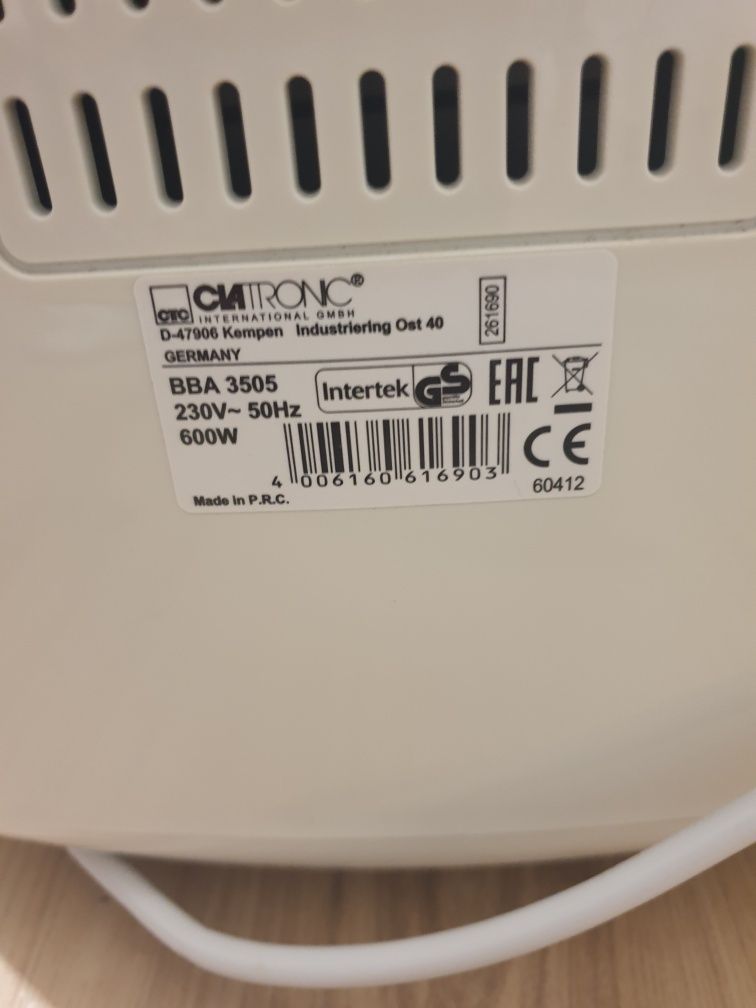 CTC CLATRONIC®
INTERNATIONAL GMBH
D-47906 Kempen Industriering Ost 40
GERMANY
261690
BBA 3505
230V~ 50Hz
600W
Intertek GS
EAC
CE
4 006160 616903
60412
Made in P.R.C.